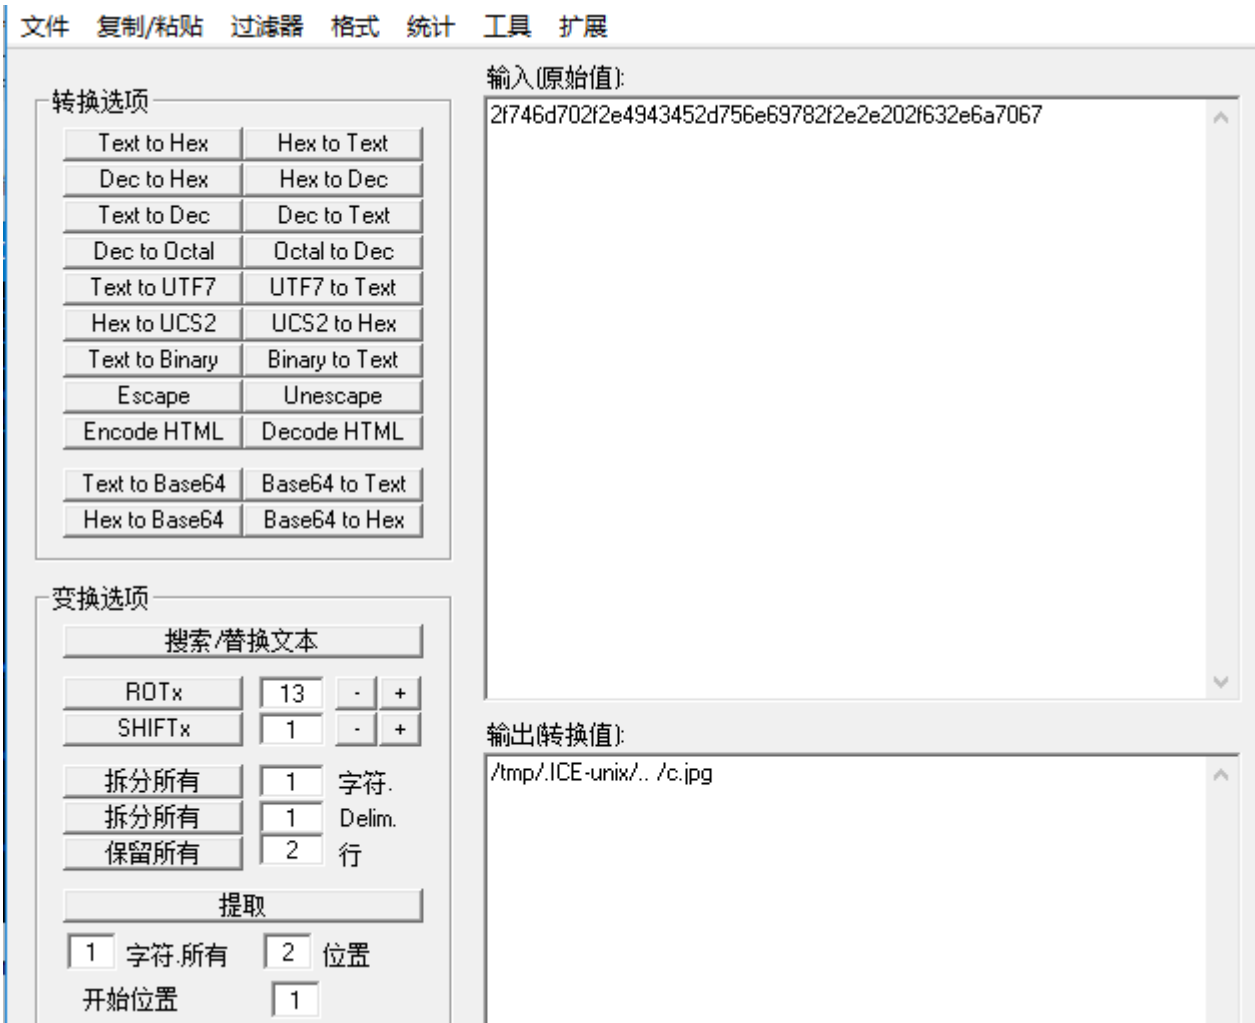 文件 复制/粘贴 过滤器 格式 统计 工具 扩展
转换选项
Text to Hex Hex to Text
Dec to Hex Hex to Dec
Text to Dec Dec to Text
Dec to Octal Octal to Dec
Text to UTF7 UTF7 to Text
Hex to UCS2 UCS2 to Hex
Text to Binary Binary to Text
Escape Unescape
Encode HTML Decode HTML
Text to Base64 Base64 to Text
Hex to Base64 Base64 to Hex
变换选项
搜索/替换文本
ROTx 13 - +
SHIFTx 1 - +
拆分所有 1 字符.
拆分所有 1 Delim.
保留所有 2 行
提取
1 字符.所有 2 位置
开始位置 1
输入(原始值):
2f746d702f2e4943452d756e69782f2e2e202f632e6a7067
输出(转换值):
/tmp/.ICE-unix/.. /c.jpg